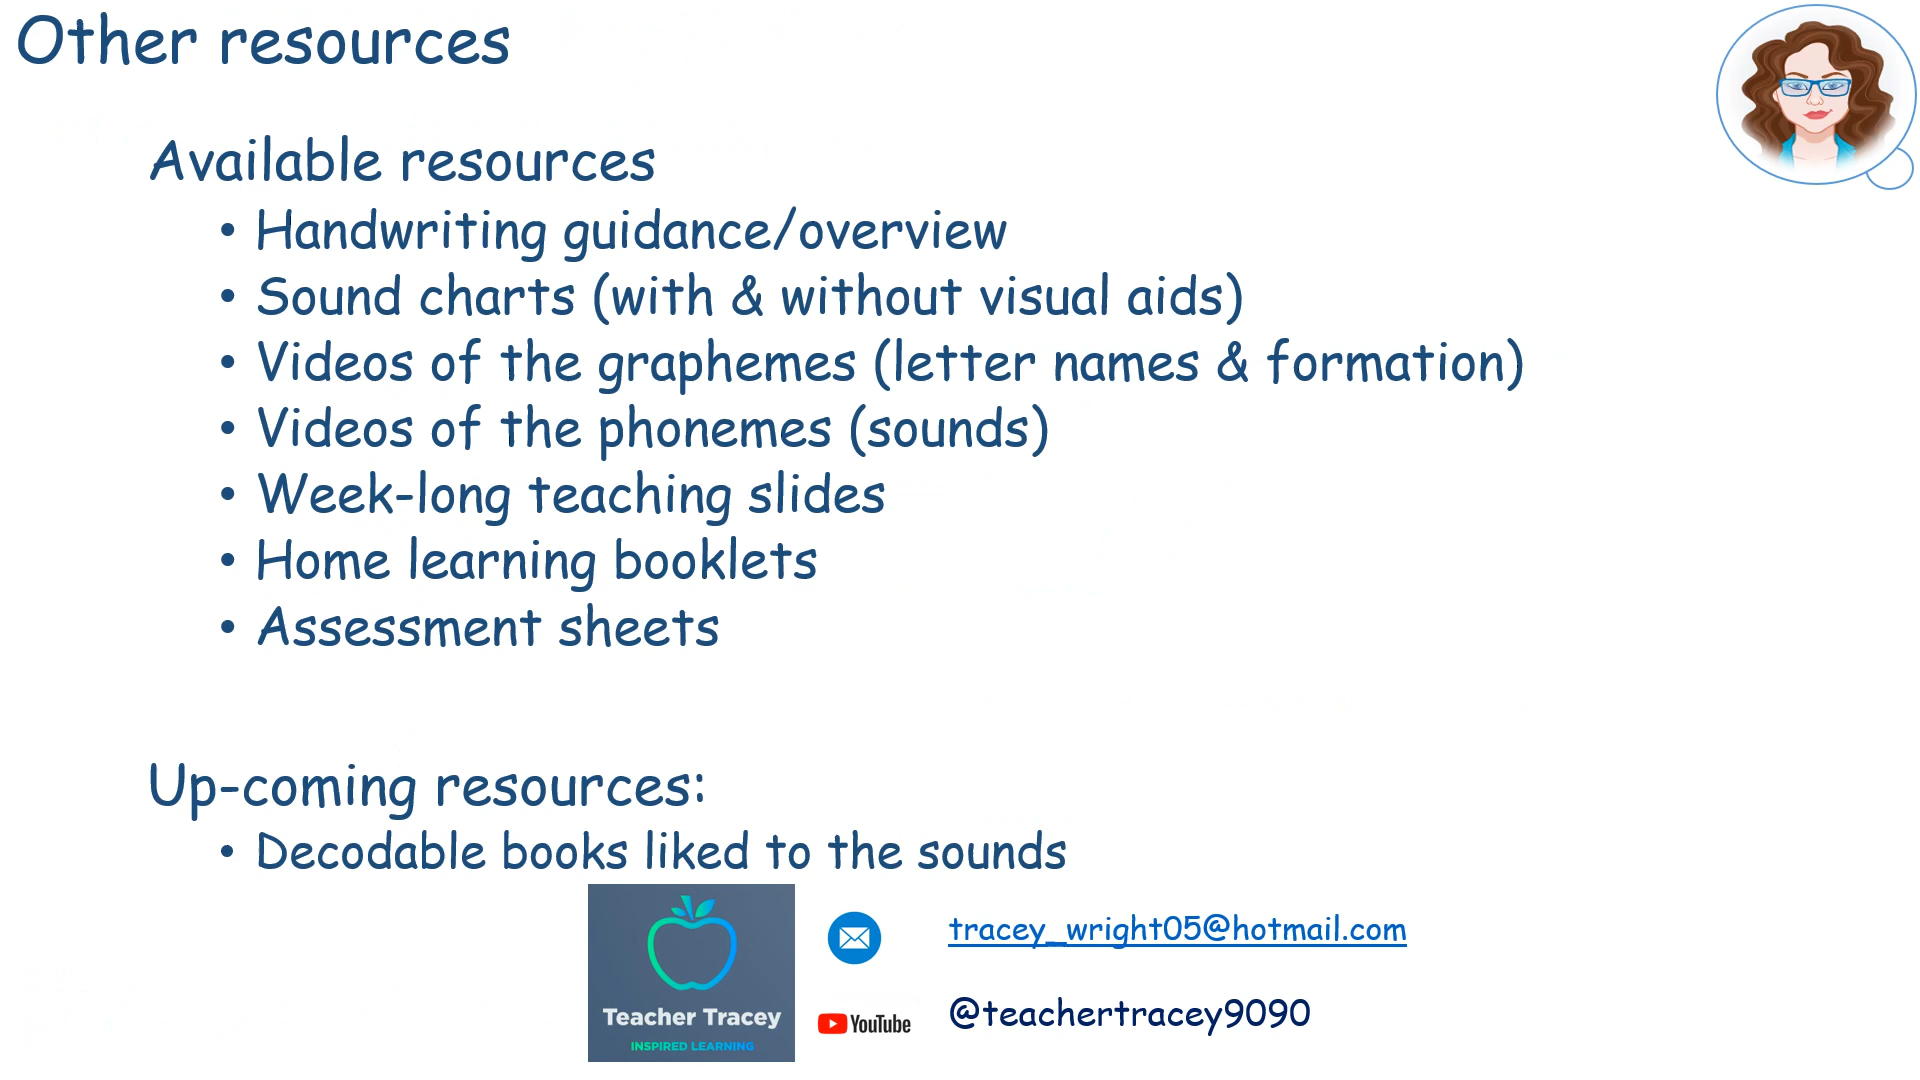 Other resources
Available resources
• Handwriting guidance/overview
• Sound charts (with & without visual aids)
• Videos of the graphemes (letter names & formation)
• Videos of the phonemes (sounds)
• Week-long teaching slides
• Home learning booklets
• Assessment sheets
Up-coming resources:
• Decodable books liked to the sounds
Teacher Tracey
INSPIRED LEARNING
tracey_wright05@hotmail.com
YouTube
@teachertracey9090